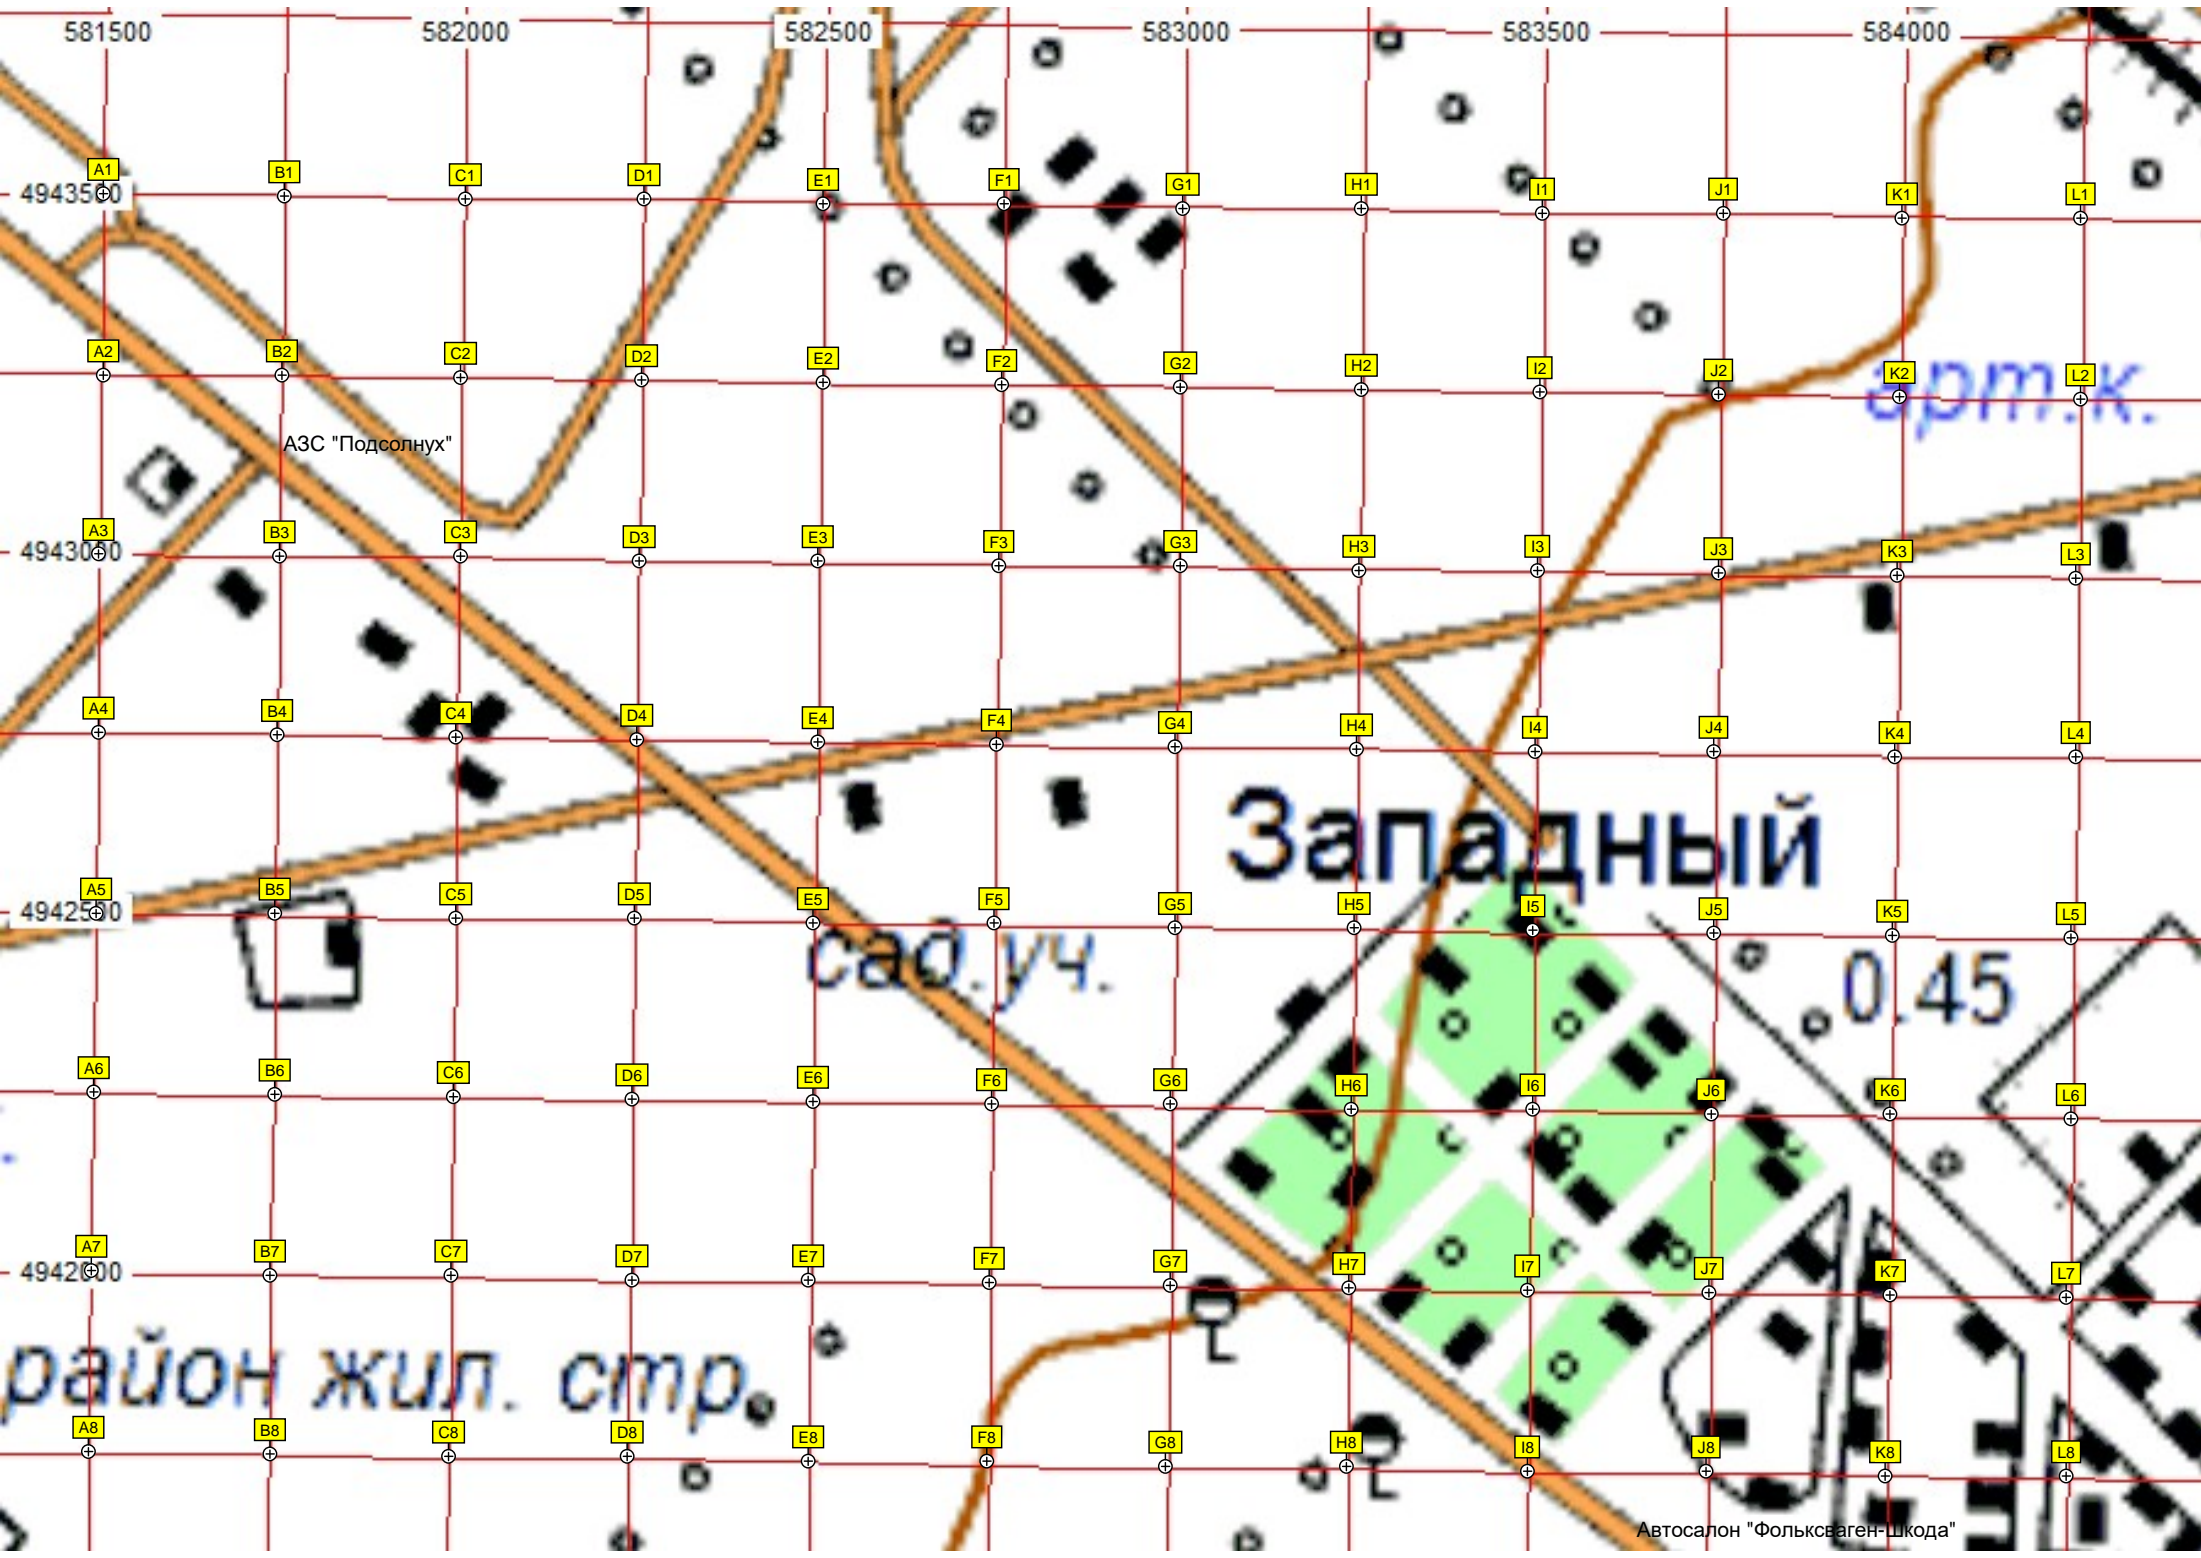 581500 582000 582500 583000 583500 584000
A1 B1 C1 D1 E1 F1 G1 H1 I1 J1 K1 L1
4943500
A2 B2 C2 D2 E2 F2 G2 H2 I2 J2 K2 L2
арт.к.
АЗС "Подсолнух"
A3 B3 C3 D3 E3 F3 G3 H3 I3 J3 K3 L3
4943000
A4 B4 C4 D4 E4 F4 G4 H4 I4 J4 K4 L4
Западный
A5 B5 C5 D5 E5 F5 G5 H5 I5 J5 K5 L5
4942500
сад.уч.
0.45
A6 B6 C6 D6 E6 F6 G6 H6 I6 J6 K6 L6
A7 B7 C7 D7 E7 F7 G7 H7 I7 J7 K7 L7
4942000
район жил. стр.
A8 B8 C8 D8 E8 F8 G8 H8 I8 J8 K8 L8
Автосалон "Фольксваген-Шкода"